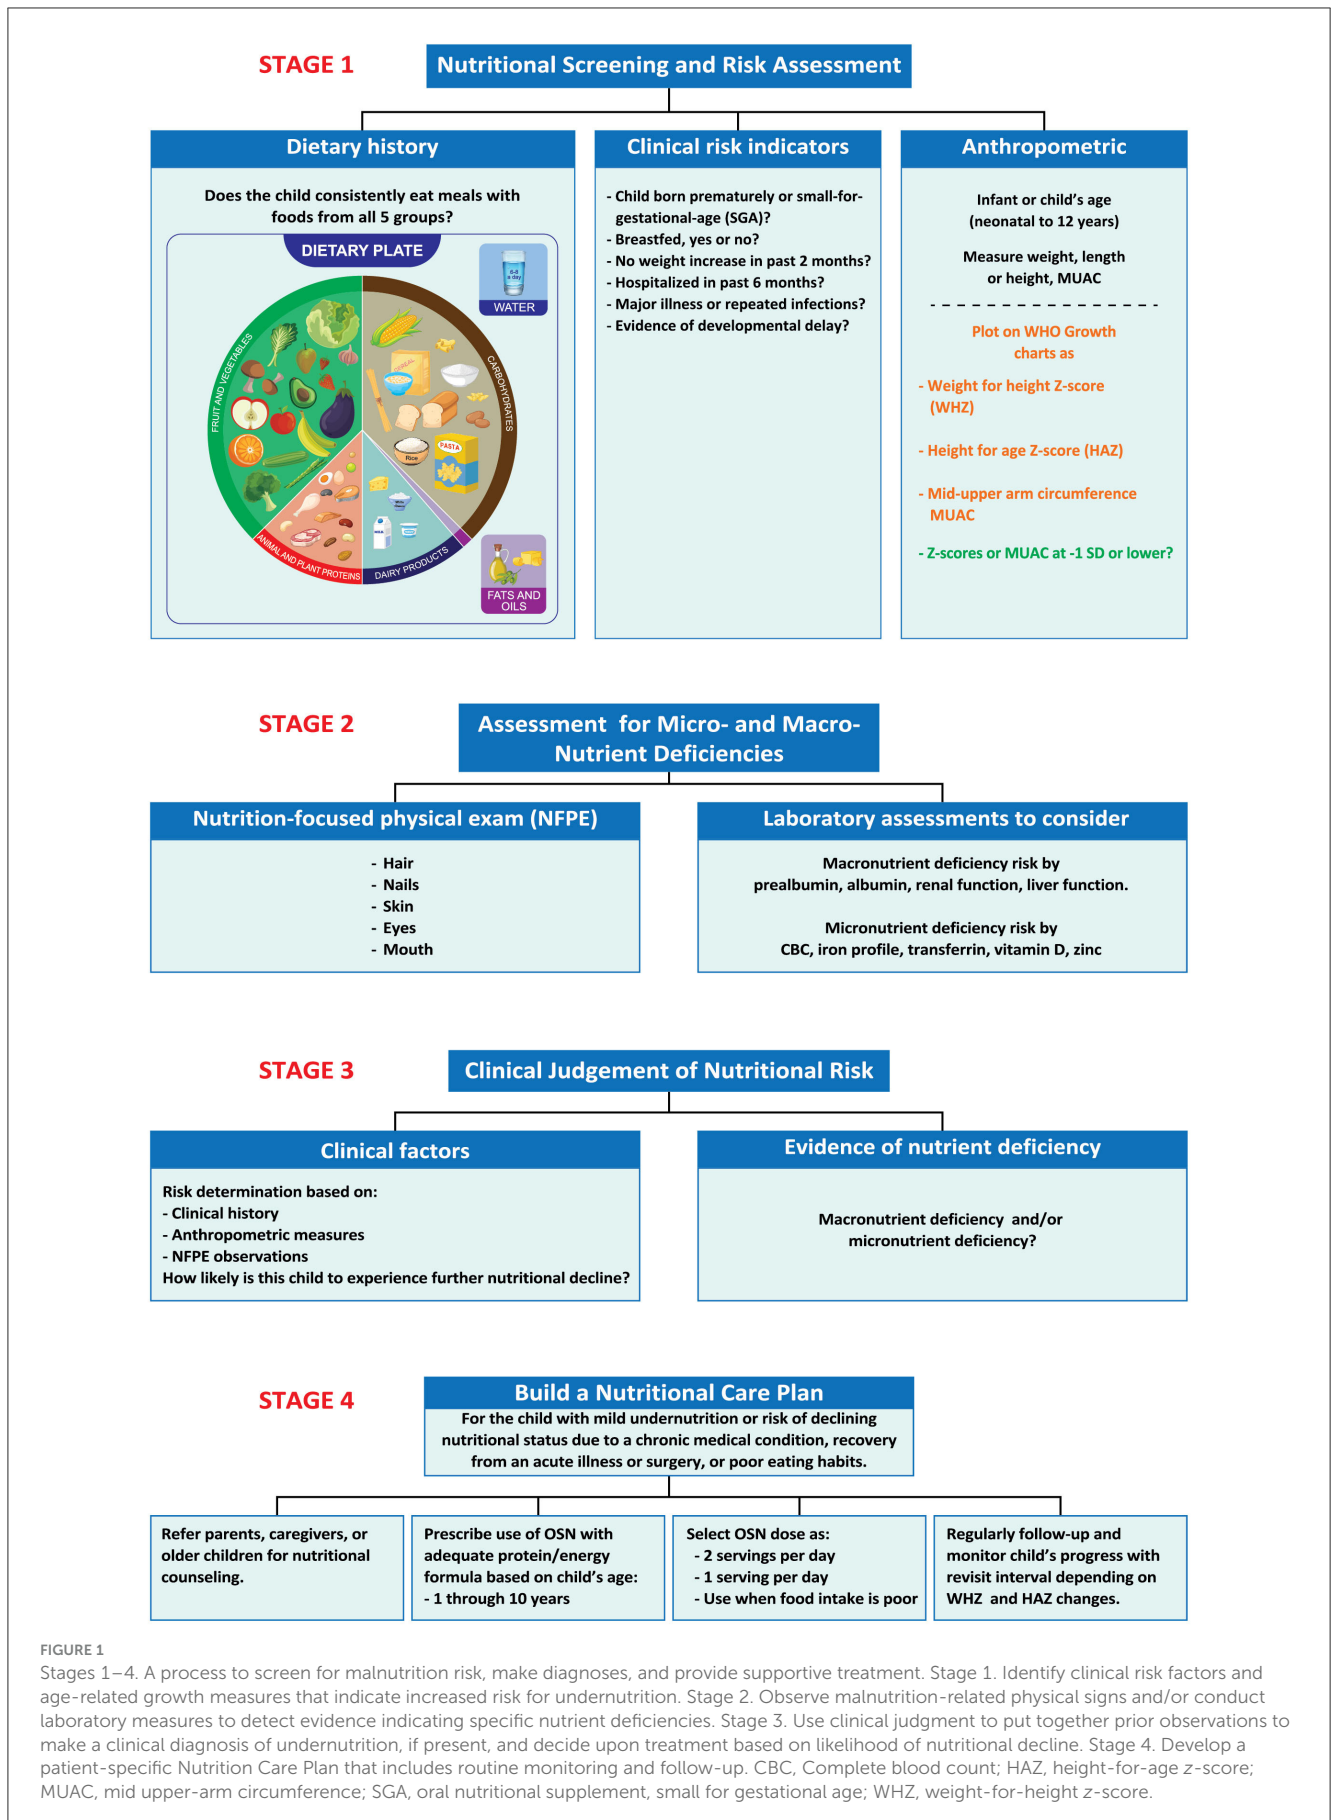 STAGE 1
Nutritional Screening and Risk Assessment
Dietary history
Does the child consistently eat meals with
foods from all 5 groups?
DIETARY PLATE
6-8
a day
WATER
FRUIT AND VEGETABLES
CARBOHYDRATES
CEREAL
Rice
PASTA
MILK
ANIMAL AND PLANT PROTEINS
DAIRY PRODUCTS
FATS AND
OILS
Clinical risk indicators
- Child born prematurely or small-for-
gestational-age (SGA)?
- Breastfed, yes or no?
- No weight increase in past 2 months?
- Hospitalized in past 6 months?
- Major illness or repeated infections?
- Evidence of developmental delay?
Anthropometric
Infant or child's age
(neonatal to 12 years)
Measure weight, length
or height, MUAC
Plot on WHO Growth
charts as
- Weight for height Z-score
(WHZ)
- Height for age Z-score (HAZ)
- Mid-upper arm circumference
MUAC
- Z-scores or MUAC at -1 SD or lower?
STAGE 2
Assessment for Micro- and Macro-
Nutrient Deficiencies
Nutrition-focused physical exam (NFPE)
- Hair
- Nails
- Skin
- Eyes
- Mouth
Laboratory assessments to consider
Macronutrient deficiency risk by
prealbumin, albumin, renal function, liver function.
Micronutrient deficiency risk by
CBC, iron profile, transferrin, vitamin D, zinc
STAGE 3
Clinical Judgement of Nutritional Risk
Clinical factors
Risk determination based on:
- Clinical history
- Anthropometric measures
- NFPE observations
How likely is this child to experience further nutritional decline?
Evidence of nutrient deficiency
Macronutrient deficiency and/or
micronutrient deficiency?
STAGE 4
Build a Nutritional Care Plan
For the child with mild undernutrition or risk of declining
nutritional status due to a chronic medical condition, recovery
from an acute illness or surgery, or poor eating habits.
Refer parents, caregivers, or
older children for nutritional
counseling.
Prescribe use of OSN with
adequate protein/energy
formula based on child's age:
- 1 through 10 years
Select OSN dose as:
- 2 servings per day
- 1 serving per day
- Use when food intake is poor
Regularly follow-up and
monitor child's progress with
revisit interval depending on
WHZ and HAZ changes.
FIGURE 1
Stages 1–4. A process to screen for malnutrition risk, make diagnoses, and provide supportive treatment. Stage 1. Identify clinical risk factors and
age-related growth measures that indicate increased risk for undernutrition. Stage 2. Observe malnutrition-related physical signs and/or conduct
laboratory measures to detect evidence indicating specific nutrient deficiencies. Stage 3. Use clinical judgment to put together prior observations to
make a clinical diagnosis of undernutrition, if present, and decide upon treatment based on likelihood of nutritional decline. Stage 4. Develop a
patient-specific Nutrition Care Plan that includes routine monitoring and follow-up. CBC, Complete blood count; HAZ, height-for-age z-score;
MUAC, mid upper-arm circumference; SGA, oral nutritional supplement, small for gestational age; WHZ, weight-for-height z-score.